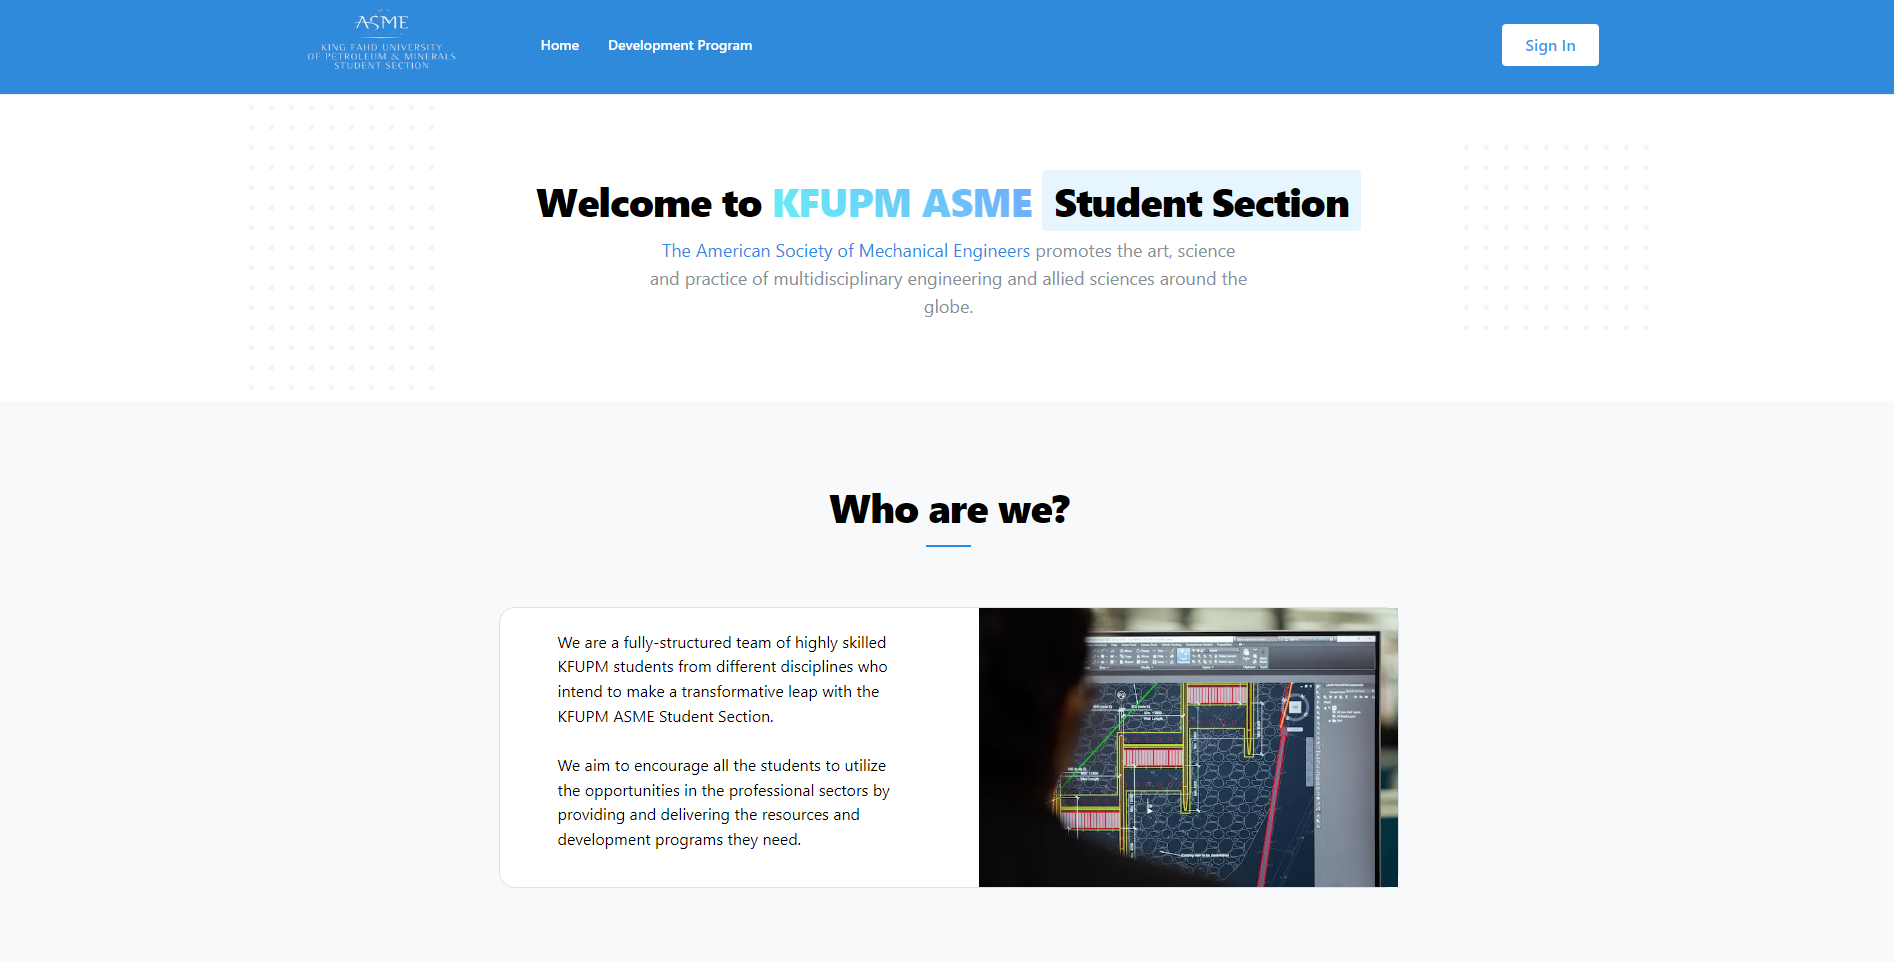 ASME
KING FAHD UNIVERSITY
OF PETROLEUM & MINERALS
STUDENT SECTION
Home
Development Program
Sign In
Welcome to KFUPM ASME Student Section
The American Society of Mechanical Engineers promotes the art, science
and practice of multidisciplinary engineering and allied sciences around the
globe.
Who are we?
We are a fully-structured team of highly skilled
KFUPM students from different disciplines who
intend to make a transformative leap with the
KFUPM ASME Student Section.
We aim to encourage all the students to utilize
the opportunities in the professional sectors by
providing and delivering the resources and
development programs they need.